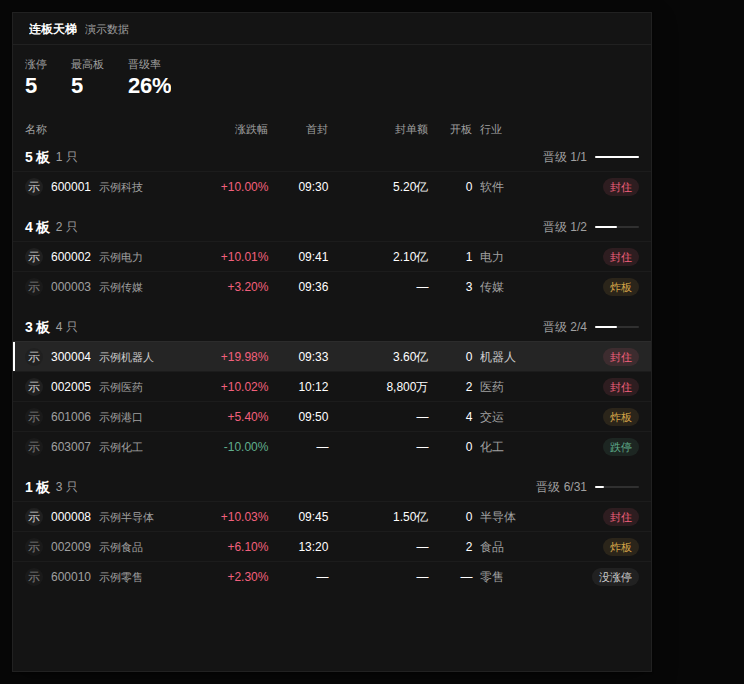 连板天梯 演示数据
涨停 最高板 晋级率
5 5 26%
名称 涨跌幅 首封 封单额 开板 行业
5 板 1 只 晋级 1/1
示 600001 示例科技 +10.00% 09:30 5.20亿 0 软件 封住
4 板 2 只 晋级 1/2
示 600002 示例电力 +10.01% 09:41 2.10亿 1 电力 封住
示 000003 示例传媒 +3.20% 09:36 — 3 传媒 炸板
3 板 4 只 晋级 2/4
示 300004 示例机器人 +19.98% 09:33 3.60亿 0 机器人 封住
示 002005 示例医药 +10.02% 10:12 8,800万 2 医药 封住
示 601006 示例港口 +5.40% 09:50 — 4 交运 炸板
示 603007 示例化工 -10.00% — — 0 化工 跌停
1 板 3 只 晋级 6/31
示 000008 示例半导体 +10.03% 09:45 1.50亿 0 半导体 封住
示 002009 示例食品 +6.10% 13:20 — 2 食品 炸板
示 600010 示例零售 +2.30% — — — 零售 没涨停